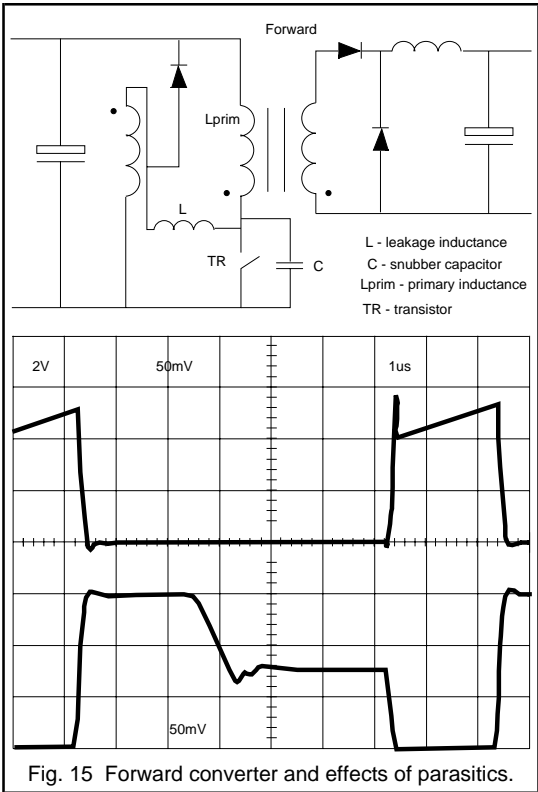 Forward
Lprim
L
TR
C
L - leakage inductance
C - snubber capacitor
Lprim - primary inductance
TR - transistor
2V 50mV 1us
50mV
Fig. 15 Forward converter and effects of parasitics.